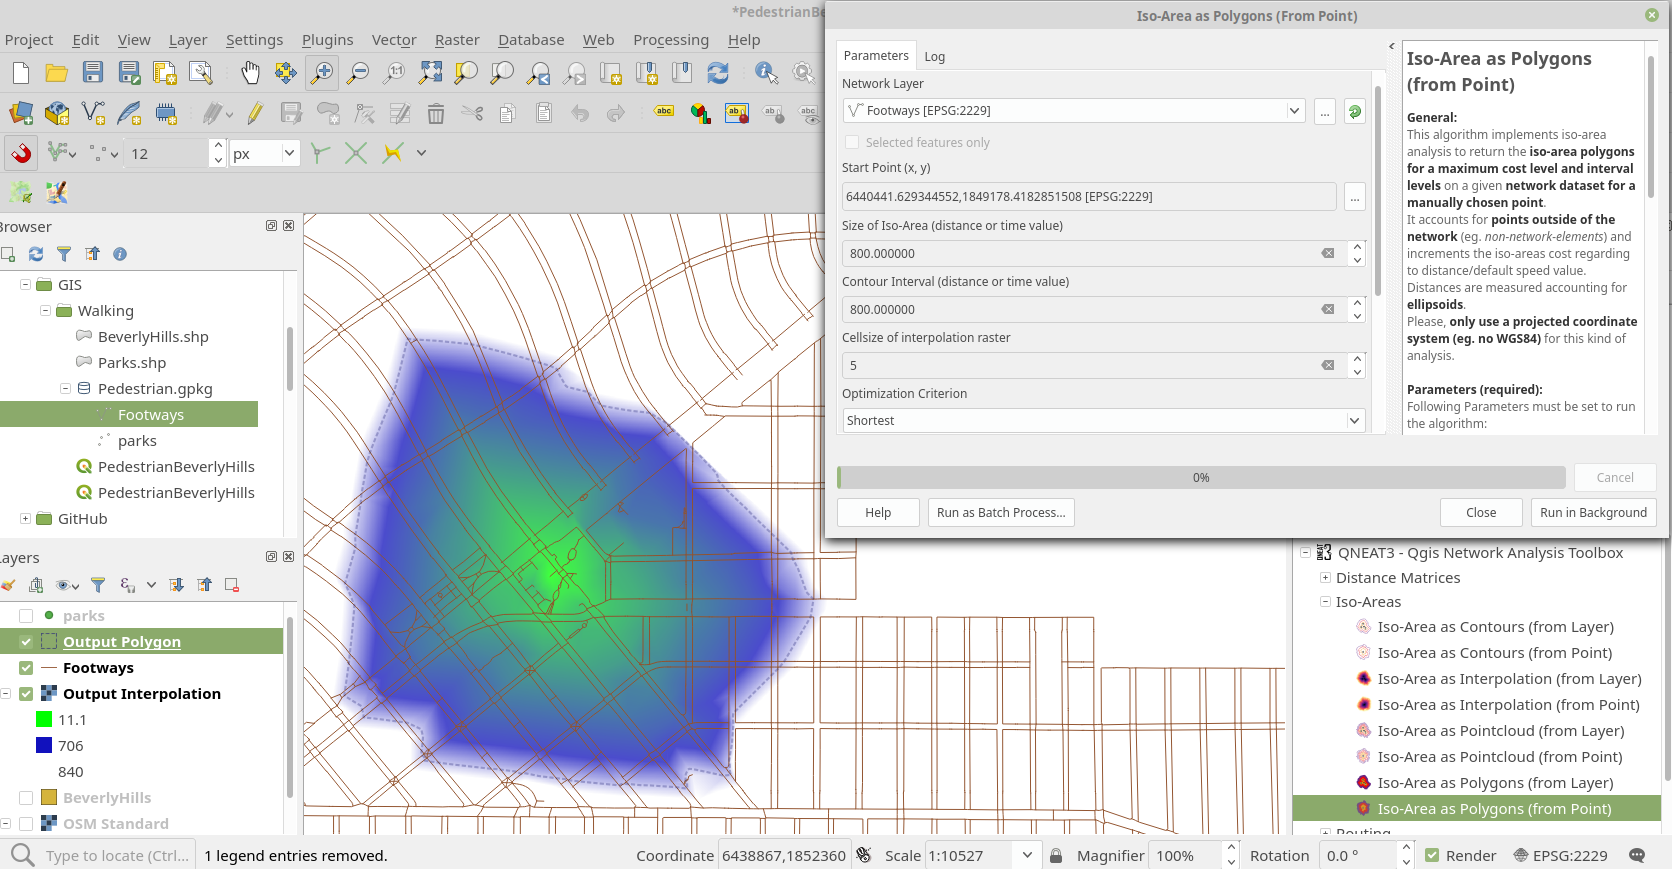 *PedestrianBe
Project Edit View Layer Settings Plugins Vector Raster Database Web Processing Help
12 px
Browser
GIS
Walking
BeverlyHills.shp
Parks.shp
Pedestrian.gpkg
Footways
parks
PedestrianBeverlyHills
PedestrianBeverlyHills
GitHub
Layers
parks
Output Polygon
Footways
Output Interpolation
11.1
706
840
BeverlyHills
OSM Standard
Iso-Area as Polygons (From Point)
Parameters Log
Network Layer
Footways [EPSG:2229]
Selected features only
Start Point (x, y)
6440441.629344552,1849178.4182851508 [EPSG:2229]
Size of Iso-Area (distance or time value)
800.000000
Contour Interval (distance or time value)
800.000000
Cellsize of interpolation raster
5
Optimization Criterion
Shortest
0%
Cancel
Help Run as Batch Process... Close Run in Background
Iso-Area as Polygons
(from Point)
General:
This algorithm implements iso-area
analysis to return the iso-area polygons
for a maximum cost level and interval
levels on a given network dataset for a
manually chosen point.
It accounts for points outside of the
network (eg. non-network-elements) and
increments the iso-areas cost regarding
to distance/default speed value.
Distances are measured accounting for
ellipsoids.
Please, only use a projected coordinate
system (eg. no WGS84) for this kind of
analysis.
Parameters (required):
Following Parameters must be set to run
the algorithm:
QNEAT3 - Qgis Network Analysis Toolbox
Distance Matrices
Iso-Areas
Iso-Area as Contours (from Layer)
Iso-Area as Contours (from Point)
Iso-Area as Interpolation (from Layer)
Iso-Area as Interpolation (from Point)
Iso-Area as Pointcloud (from Layer)
Iso-Area as Pointcloud (from Point)
Iso-Area as Polygons (from Layer)
Iso-Area as Polygons (from Point)
Routing
Type to locate (Ctrl... 1 legend entries removed. Coordinate 6438867,1852360 Scale 1:10527 Magnifier 100% Rotation 0.0 ° Render EPSG:2229